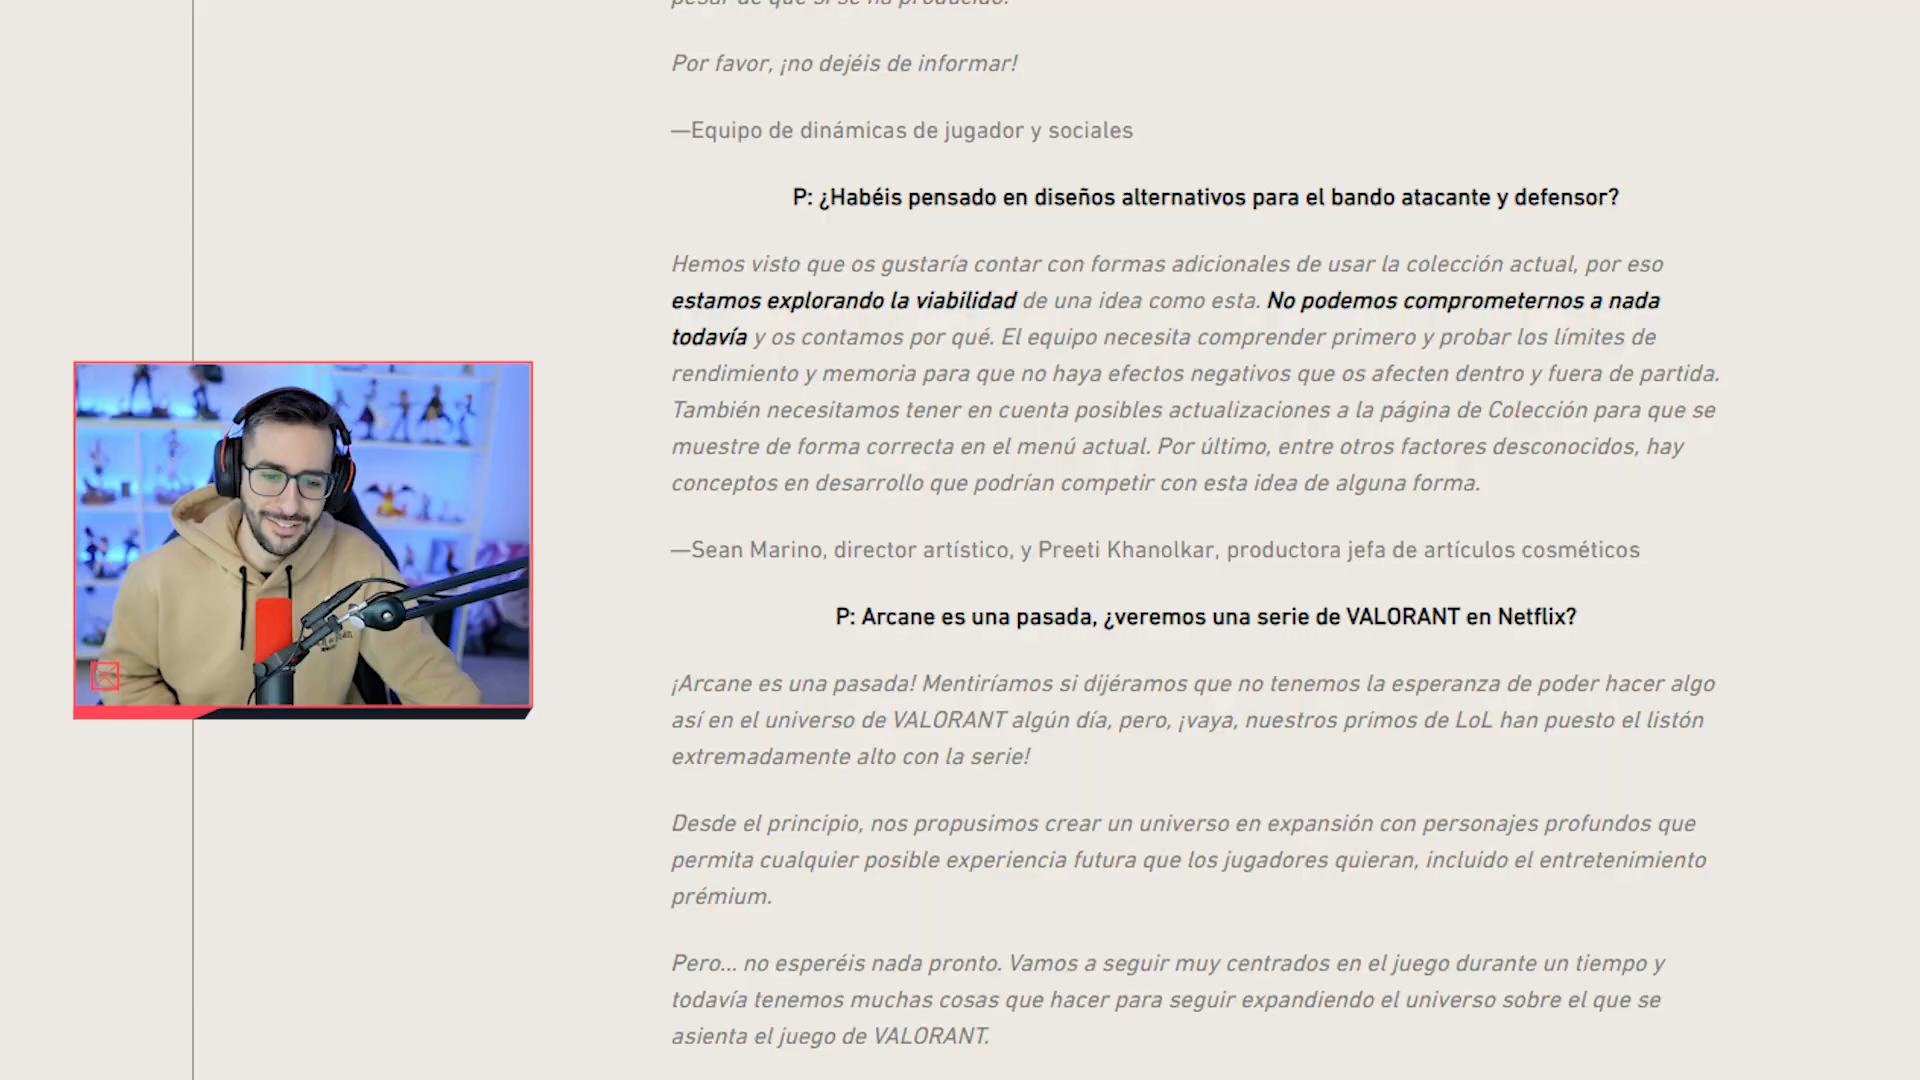 pesar de que sí se ha producido.
Por favor, ¡no dejéis de informar!
—Equipo de dinámicas de jugador y sociales
P: ¿Habéis pensado en diseños alternativos para el bando atacante y defensor?
Hemos visto que os gustaría contar con formas adicionales de usar la colección actual, por eso
estamos explorando la viabilidad de una idea como esta. No podemos comprometernos a nada
todavía y os contamos por qué. El equipo necesita comprender primero y probar los límites de
rendimiento y memoria para que no haya efectos negativos que os afecten dentro y fuera de partida.
También necesitamos tener en cuenta posibles actualizaciones a la página de Colección para que se
muestre de forma correcta en el menú actual. Por último, entre otros factores desconocidos, hay
conceptos en desarrollo que podrían competir con esta idea de alguna forma.
—Sean Marino, director artístico, y Preeti Khanolkar, productora jefa de artículos cosméticos
P: Arcane es una pasada, ¿veremos una serie de VALORANT en Netflix?
¡Arcane es una pasada! Mentiríamos si dijéramos que no tenemos la esperanza de poder hacer algo
así en el universo de VALORANT algún día, pero, ¡vaya, nuestros primos de LoL han puesto el listón
extremadamente alto con la serie!
Desde el principio, nos propusimos crear un universo en expansión con personajes profundos que
permita cualquier posible experiencia futura que los jugadores quieran, incluido el entretenimiento
prémium.
Pero... no esperéis nada pronto. Vamos a seguir muy centrados en el juego durante un tiempo y
todavía tenemos muchas cosas que hacer para seguir expandiendo el universo sobre el que se
asienta el juego de VALORANT.